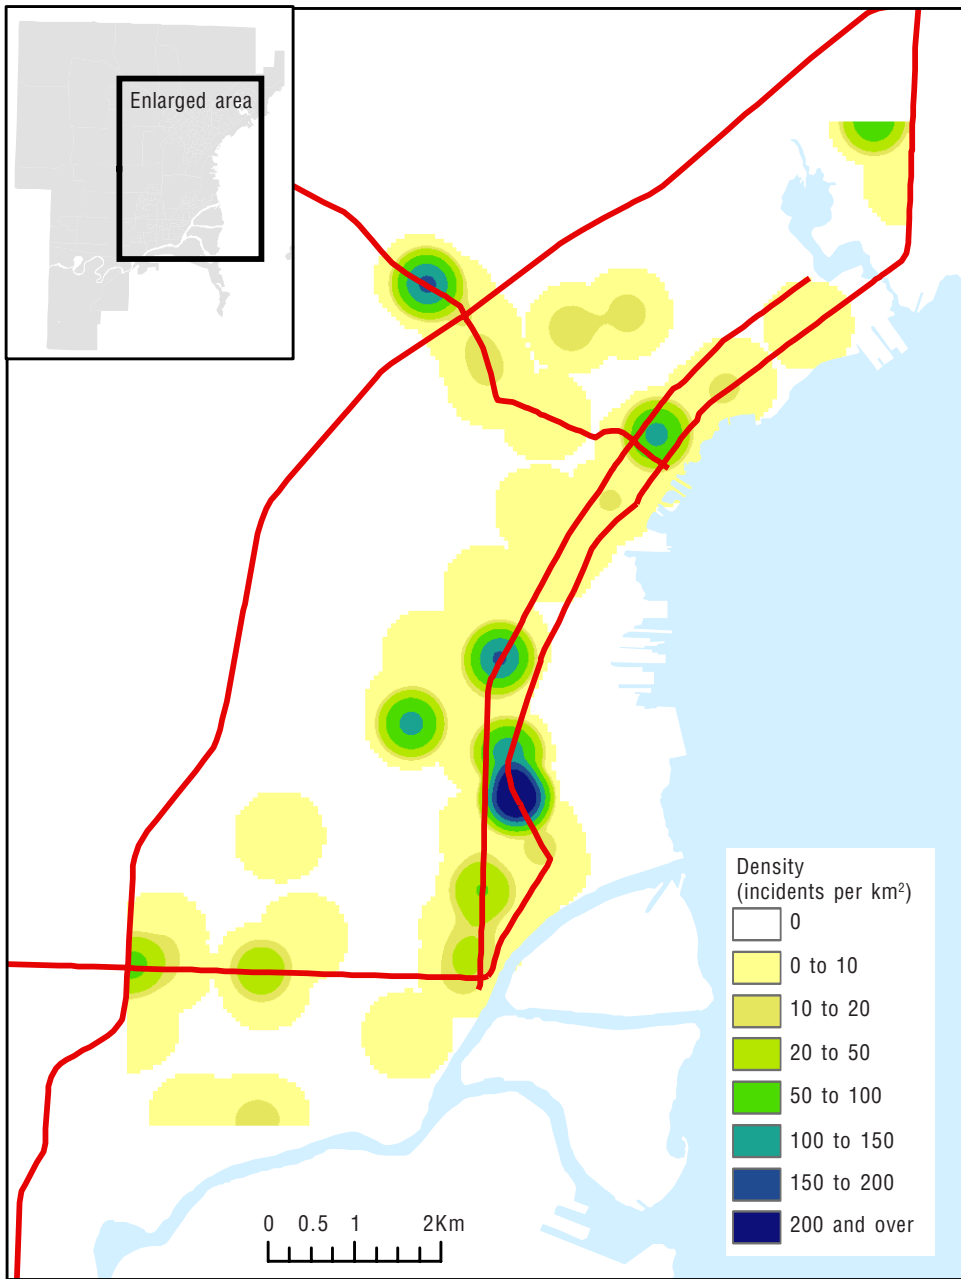 Enlarged area
Density
(incidents per km²)
0
0 to 10
10 to 20
20 to 50
50 to 100
100 to 150
150 to 200
200 and over
0 0.5 1 2Km